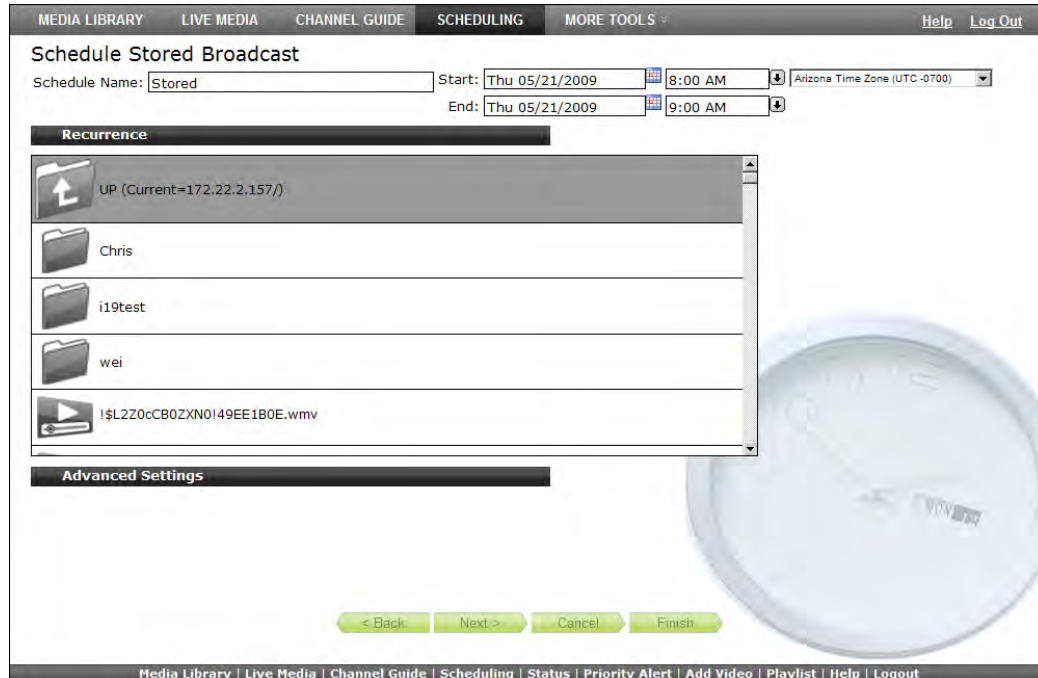 MEDIA LIBRARY LIVE MEDIA CHANNEL GUIDE SCHEDULING MORE TOOLS Help Log Out
Schedule Stored Broadcast
Schedule Name: Stored Start: Thu 05/21/2009 8:00 AM Arizona Time Zone (UTC -0700)
End: Thu 05/21/2009 9:00 AM
Recurrence
UP (Current=172.22.2.157/)
Chris
i19test
wei
!$L2Z0cCB0ZXN0!49EE1B0E.wmv
Advanced Settings
MON
< Back Next > Cancel Finish
Media Library | Live Media | Channel Guide | Scheduling | Status | Priority Alert | Add Video | Playlist | Help | Logout